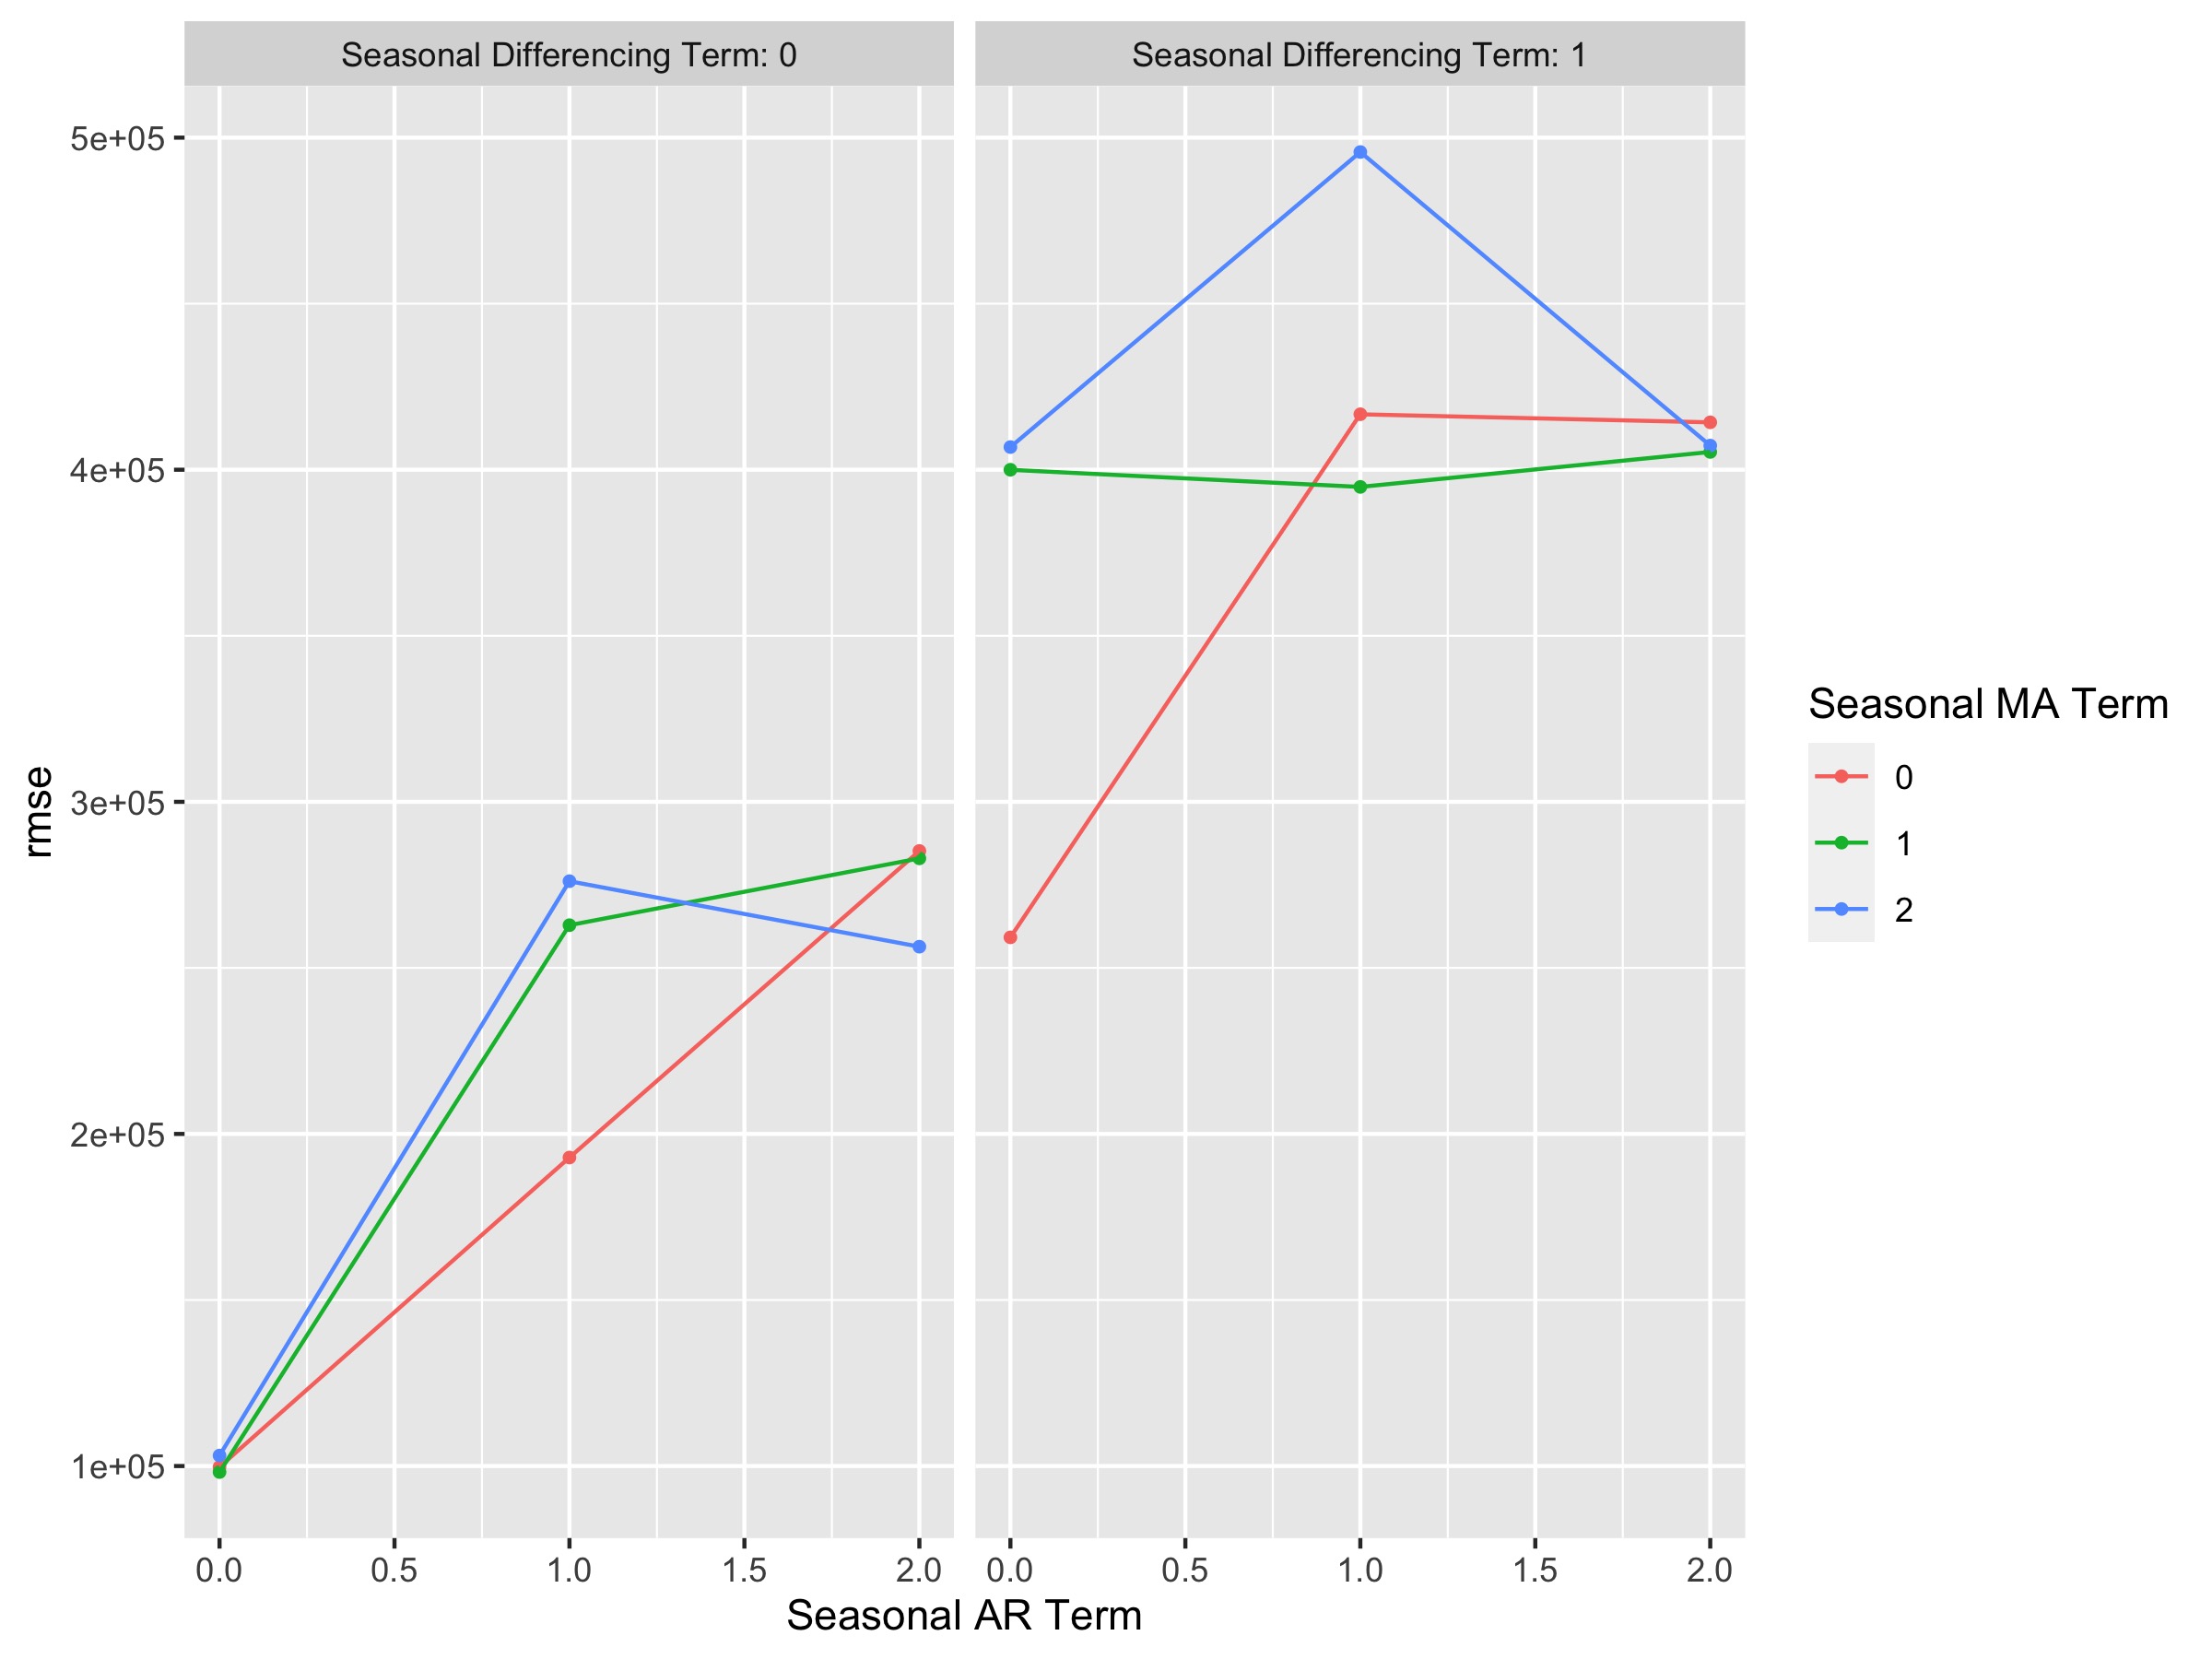 Seasonal Differencing Term: 0
Seasonal Differencing Term: 1
5e+05
4e+05
3e+05
2e+05
1e+05
rmse
0.0 0.5 1.0 1.5 2.0
0.0 0.5 1.0 1.5 2.0
Seasonal AR Term
Seasonal MA Term
0
1
2